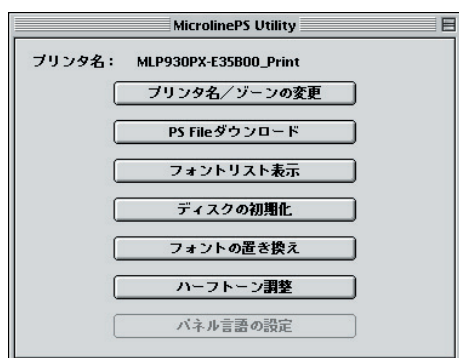 MicrolinePS Utility
プリンタ名： MLP930PX-E35B00_Print
プリンタ名／ゾーンの変更
PS Fileダウンロード
フォントリスト表示
ディスクの初期化
フォントの置き換え
ハーフトーン調整
パネル言語の設定